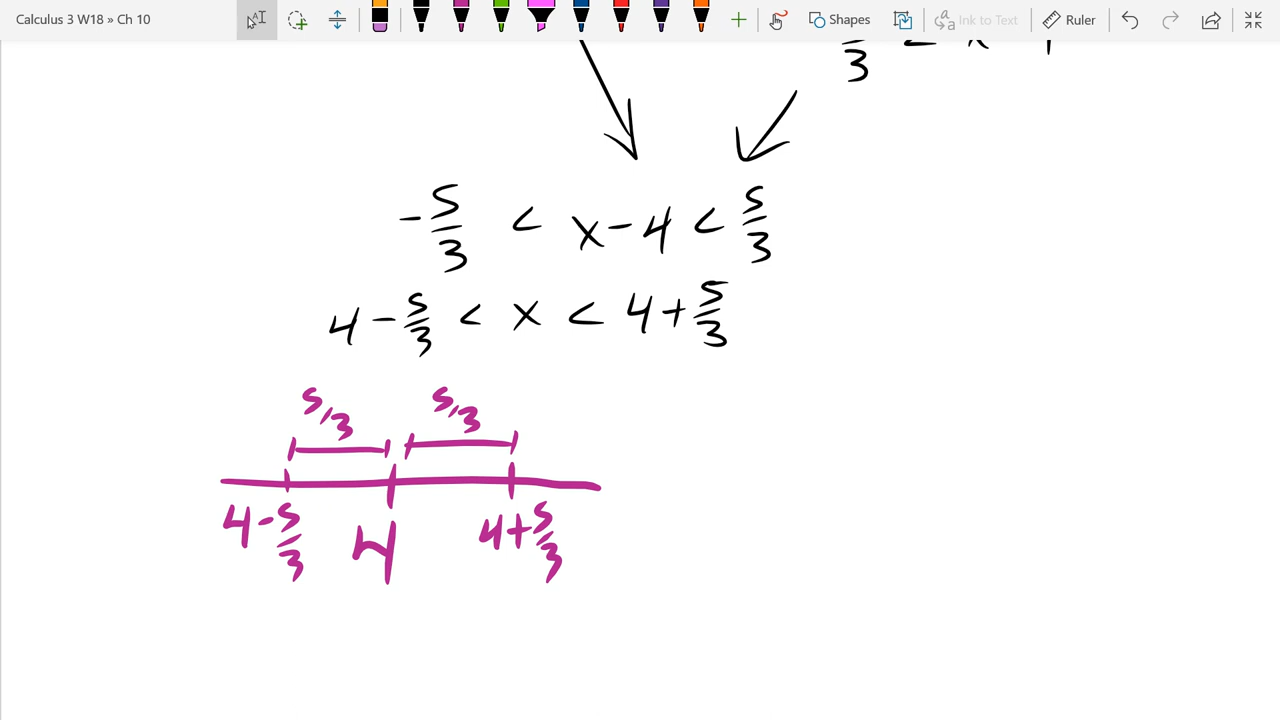 Calculus 3 W18 » Ch 10
Ink to Text
Shapes
Ruler
3 < x
-5/3 < x-4 < 5/3
4 - 5/3 < x < 4 + 5/3
5/3 5/3
4 - 5/3 4 4 + 5/3